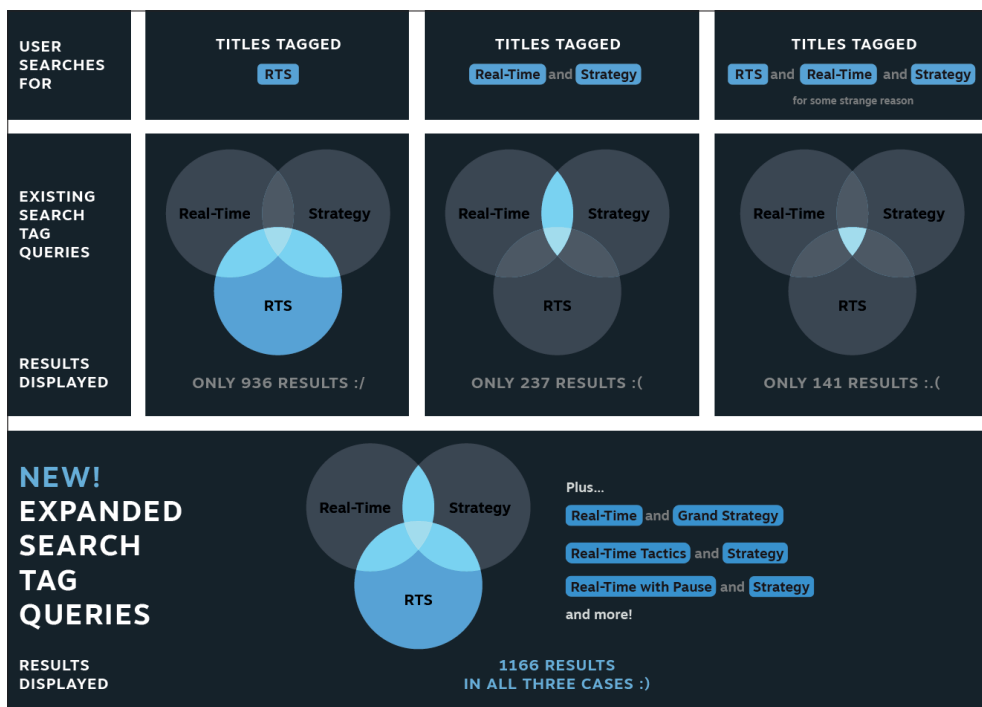 USER
SEARCHES
FOR
TITLES TAGGED
RTS
TITLES TAGGED
Real-Time and Strategy
TITLES TAGGED
RTS and Real-Time and Strategy
for some strange reason
EXISTING
SEARCH
TAG
QUERIES
Real-Time Strategy
RTS
Real-Time Strategy
RTS
Real-Time Strategy
RTS
RESULTS
DISPLAYED
ONLY 936 RESULTS :/
ONLY 237 RESULTS :(
ONLY 141 RESULTS :.(
NEW!
EXPANDED
SEARCH
TAG
QUERIES
Real-Time Strategy
RTS
Plus...
Real-Time and Grand Strategy
Real-Time Tactics and Strategy
Real-Time with Pause and Strategy
and more!
RESULTS
DISPLAYED
1166 RESULTS
IN ALL THREE CASES :)